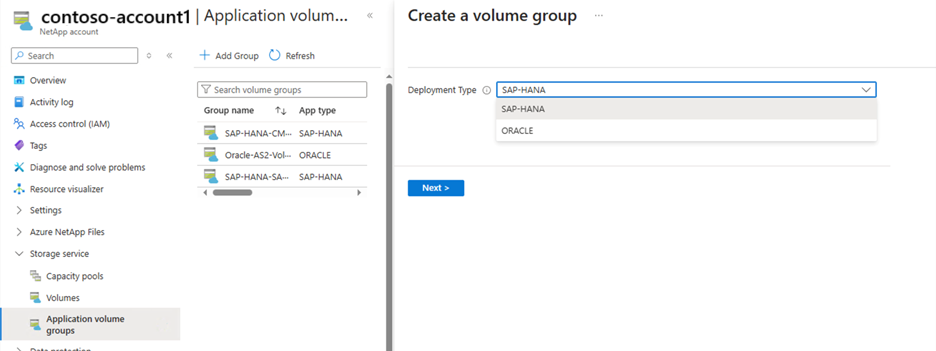 contoso-account1 | Application volum... «
NetApp account
Search «
Overview
Activity log
Access control (IAM)
Tags
Diagnose and solve problems
Resource visualizer
Settings
Azure NetApp Files
Storage service
Capacity pools
Volumes
Application volume
groups
Data protection
+ Add Group Refresh
Search volume groups
Group name ↑↓ App type
SAP-HANA-CM-... SAP-HANA
Oracle-AS2-Vol... ORACLE
SAP-HANA-SA... SAP-HANA
Create a volume group ...
Deployment Type SAP-HANA
SAP-HANA
ORACLE
Next >